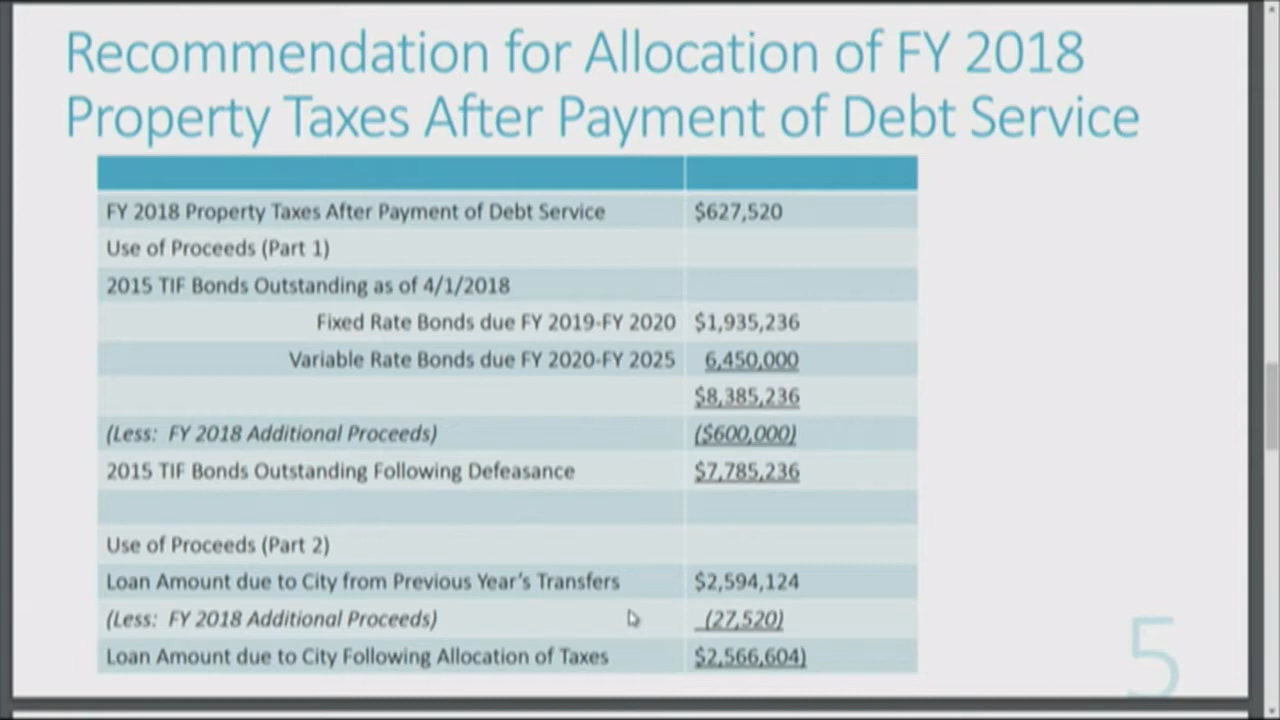 Recommendation for Allocation of FY 2018
Property Taxes After Payment of Debt Service
FY 2018 Property Taxes After Payment of Debt Service $627,520
Use of Proceeds (Part 1)
2015 TIF Bonds Outstanding as of 4/1/2018
Fixed Rate Bonds due FY 2019-FY 2020 $1,935,236
Variable Rate Bonds due FY 2020-FY 2025 6,450,000
$8,385,236
(Less: FY 2018 Additional Proceeds) ($600,000)
2015 TIF Bonds Outstanding Following Defeasance $7,785,236
Use of Proceeds (Part 2)
Loan Amount due to City from Previous Year's Transfers $2,594,124
(Less: FY 2018 Additional Proceeds) (27,520)
Loan Amount due to City Following Allocation of Taxes $2,566,604)
5